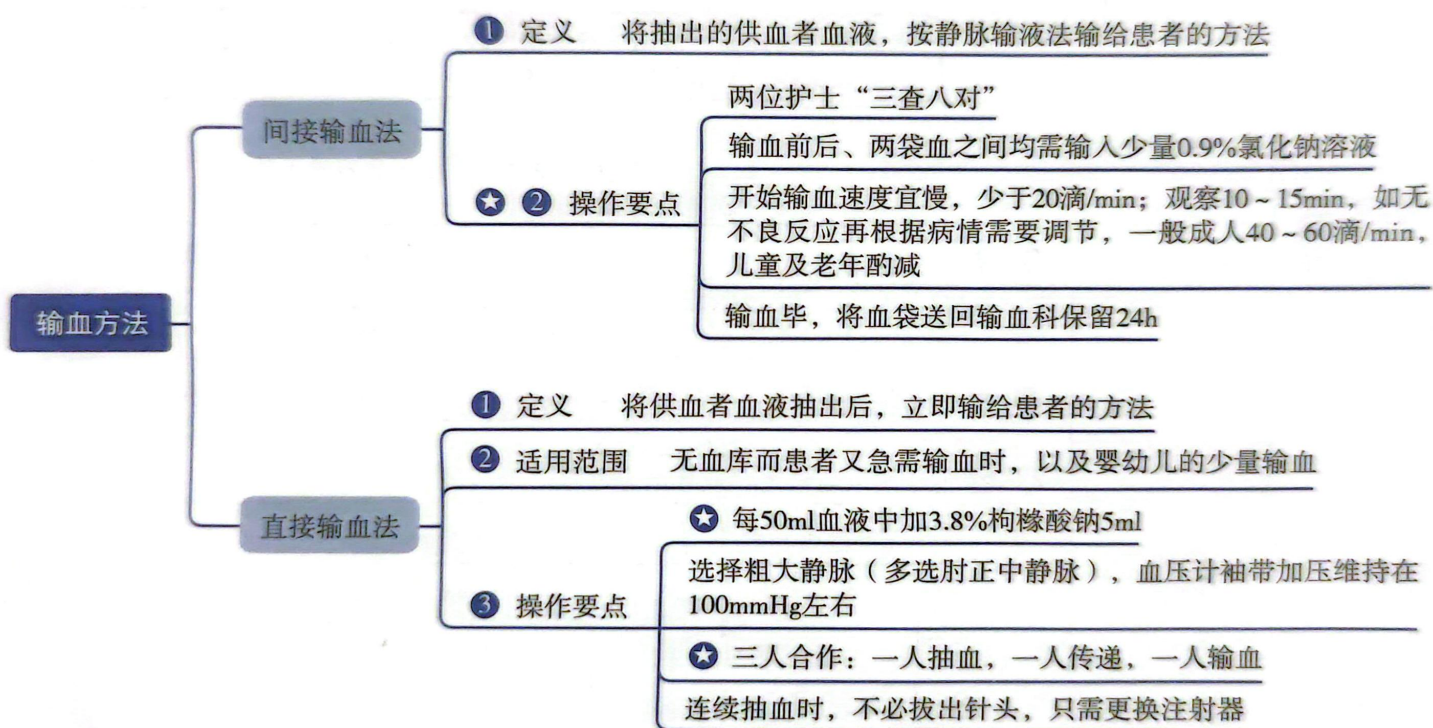 输血方法
间接输血法
❶ 定义 将抽出的供血者血液，按静脉输液法输给患者的方法
★ ❷ 操作要点
两位护士“三查八对”
输血前后、两袋血之间均需输入少量0.9%氯化钠溶液
开始输血速度宜慢，少于20滴/min；观察10～15min，如无
不良反应再根据病情需要调节，一般成人40～60滴/min，
儿童及老年酌减
输血毕，将血袋送回输血科保留24h
直接输血法
❶ 定义 将供血者血液抽出后，立即输给患者的方法
❷ 适用范围 无血库而患者又急需输血时，以及婴幼儿的少量输血
❸ 操作要点
★ 每50ml血液中加3.8%枸橼酸钠5ml
选择粗大静脉（多选肘正中静脉），血压计袖带加压维持在
100mmHg左右
★ 三人合作：一人抽血，一人传递，一人输血
连续抽血时，不必拔出针头，只需更换注射器